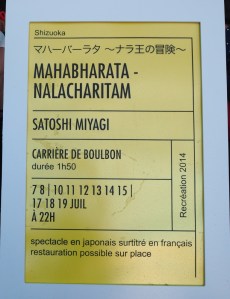 Shizuoka
マハーバーラタ ～ナラ王の冒険～
MAHABHARATA -
NALACHARITAM
SATOSHI MIYAGI
CARRIÈRE DE BOULBON
durée 1h50
7 8 | 10 11 12 13 14 15 |
17 18 19 JUIL
À 22H
Recréation 2014
spectacle en japonais surtitré en français
restauration possible sur place